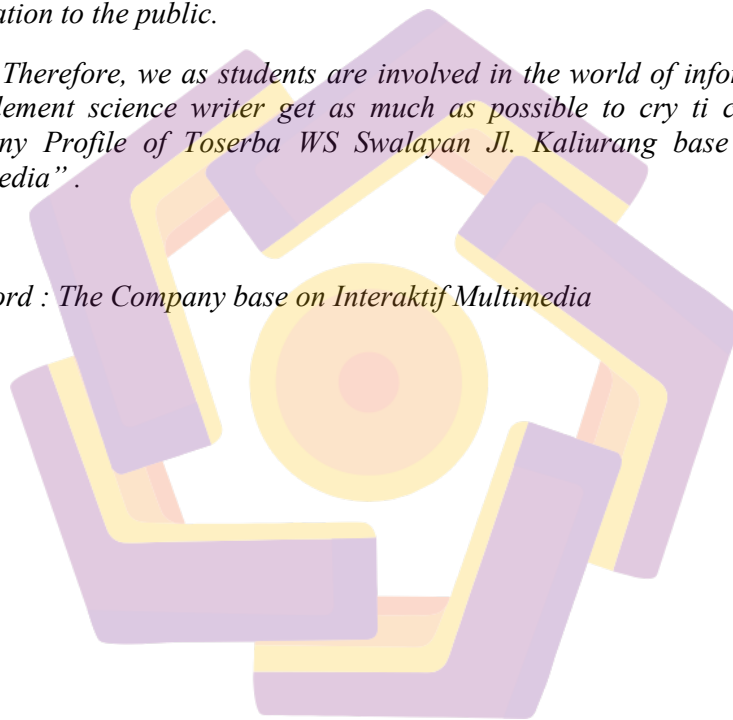 ation to the public.
Therefore, we as students are involved in the world of infor
lement science writer get as much as possible to cry ti c
ny Profile of Toserba WS Swalayan Jl. Kaliurang base
edia” .
ord : The Company base on Interaktif Multimedia